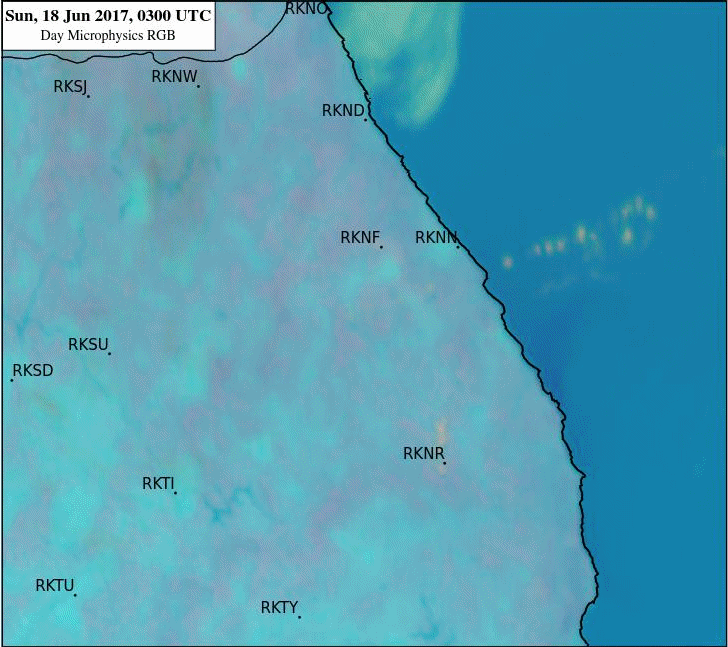 RKNO
Sun, 18 Jun 2017, 0300 UTC
Day Microphysics RGB
RKSJ
RKNW
RKND
RKNF
RKNN
RKSU
RKSD
RKNR
RKTI
RKTU
RKTY